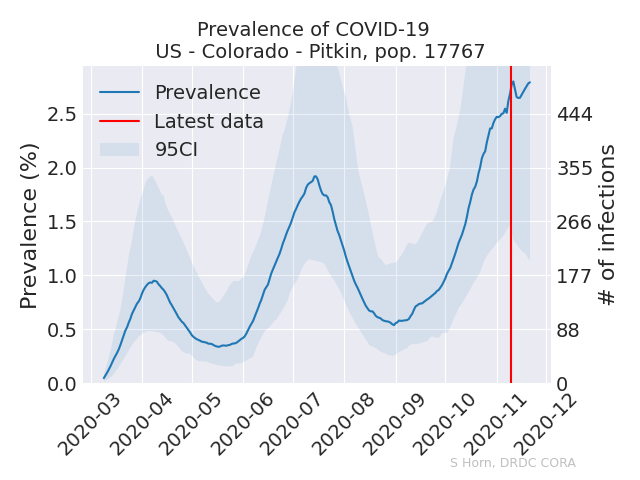 Prevalence of COVID-19
US - Colorado - Pitkin, pop. 17767
Prevalence
Latest data
95CI
Prevalence (%)
2.5
2.0
1.5
1.0
0.5
0.0
444
355
266
177
88
0
# of infections
2020-03
2020-04
2020-05
2020-06
2020-07
2020-08
2020-09
2020-10
2020-11
2020-12
S Horn, DRDC CORA